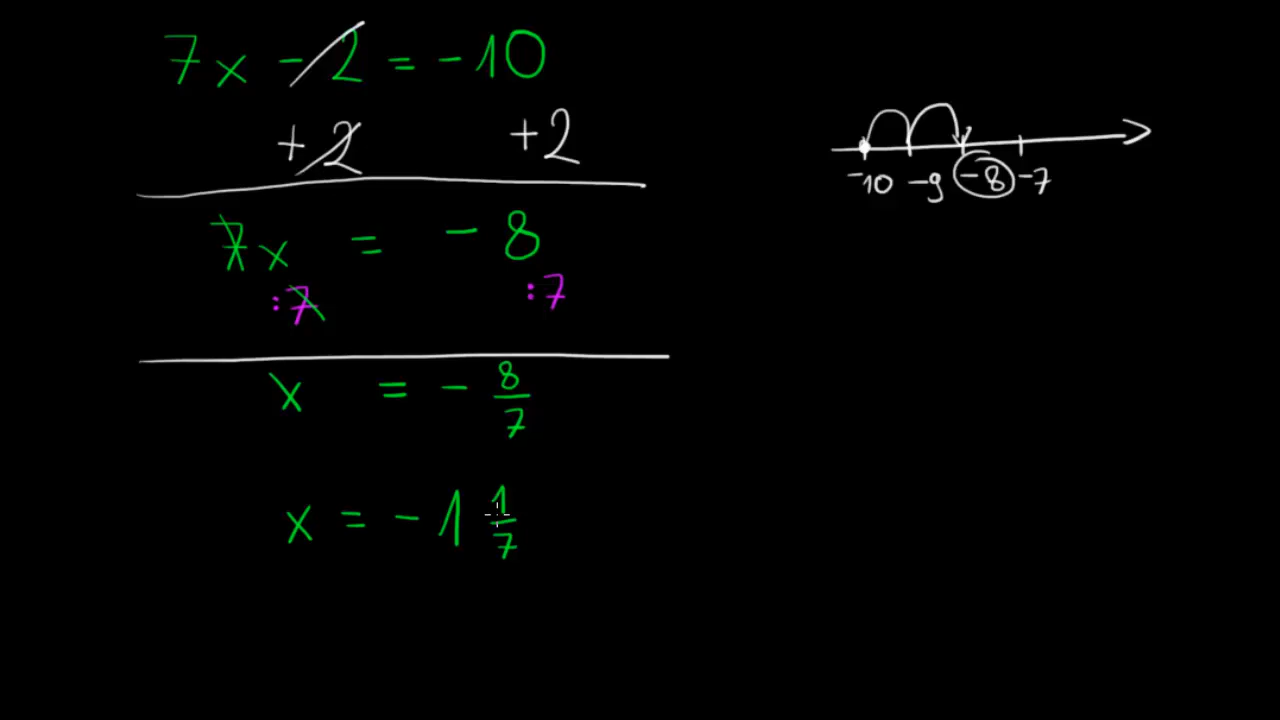 7x - 2 = -10
+2 +2
-10 -9 -8 -7
7x = - 8
:7 :7
x = - 8/7
x = -1 1/7